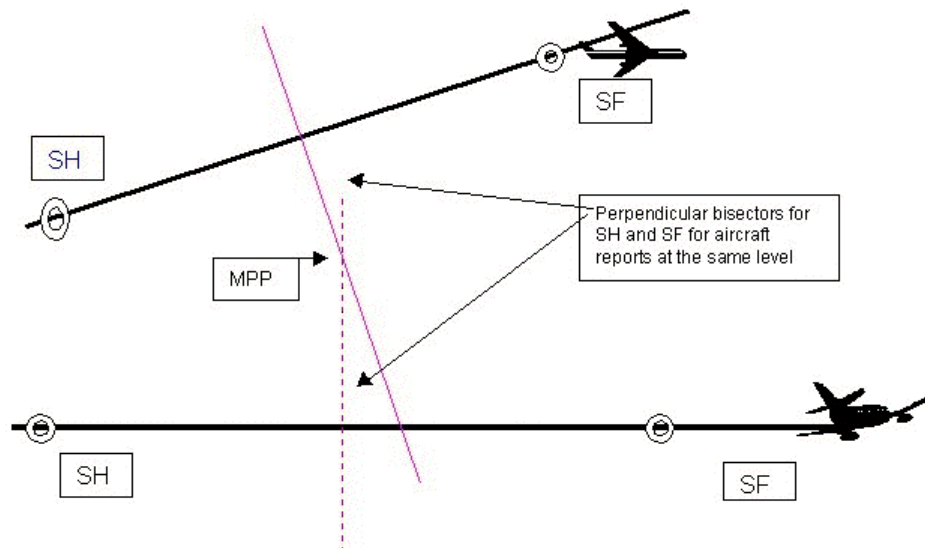 SF
SH
Perpendicular bisectors for
SH and SF for aircraft
reports at the same level
MPP
SH
SF